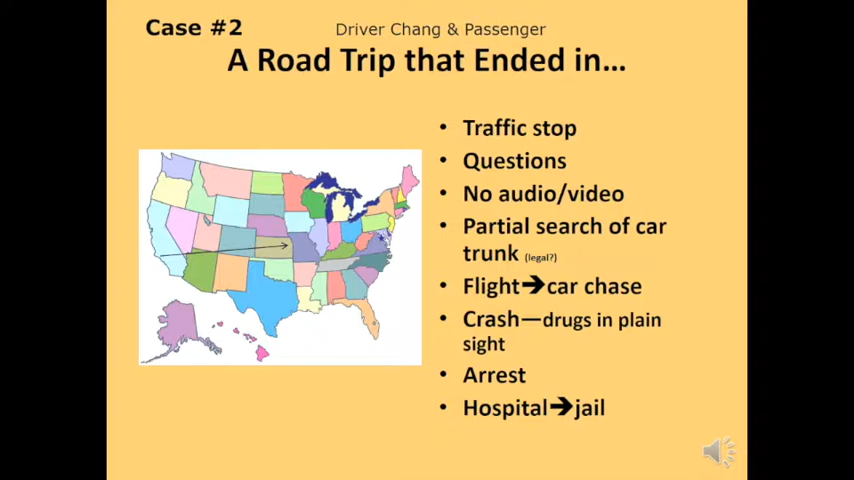 Case #2
Driver Chang & Passenger
A Road Trip that Ended in...
• Traffic stop
• Questions
• No audio/video
• Partial search of car
trunk (legal?)
• Flight➔car chase
• Crash—drugs in plain
sight
• Arrest
• Hospital➔jail